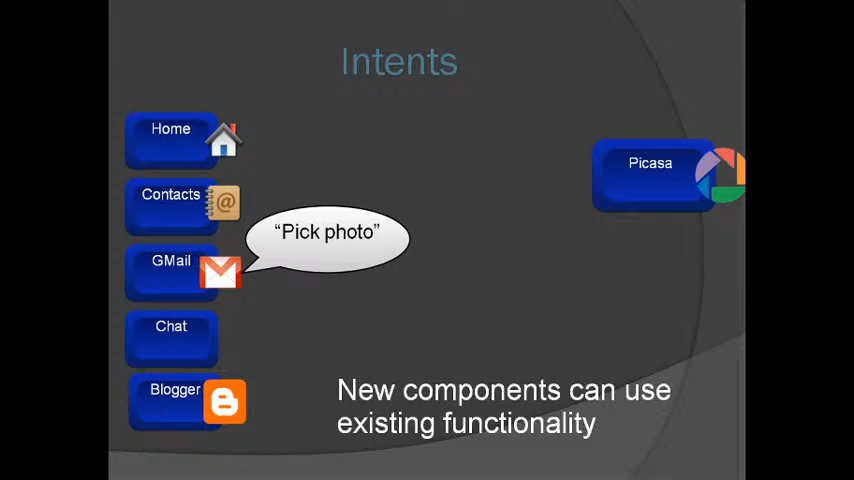 Intents
Home
Contacts
GMail
Chat
Blogger
“Pick photo”
Picasa
New components can use
existing functionality